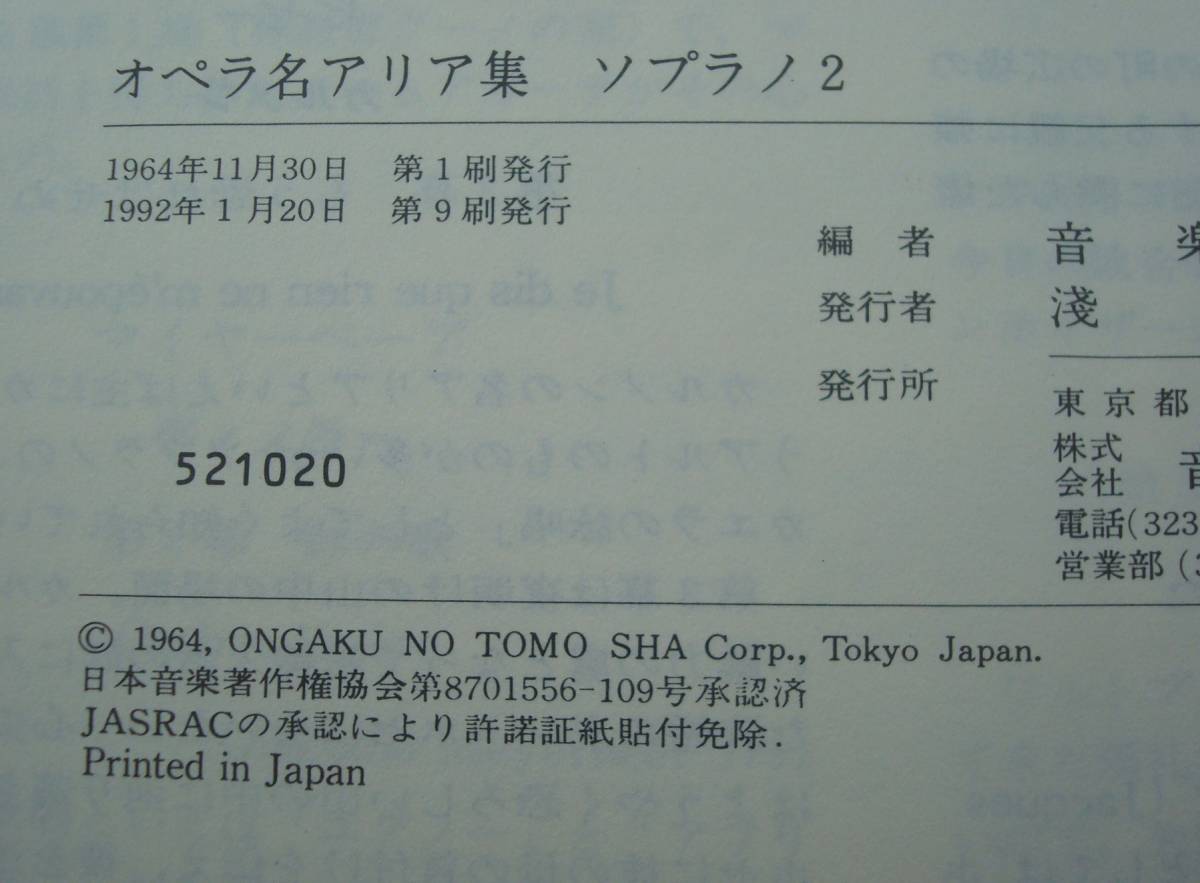 オペラ名アリア集　ソプラノ2
1964年11月30日　第1刷発行
1992年1月20日　第9刷発行
編　者　音楽
発行者　淺
発行所
東京都
株式会社　音
電話(323
営業部(3
521020
© 1964, ONGAKU NO TOMO SHA Corp., Tokyo Japan.
日本音楽著作権協会第8701556-109号承認済
JASRACの承認により許諾証紙貼付免除.
Printed in Japan